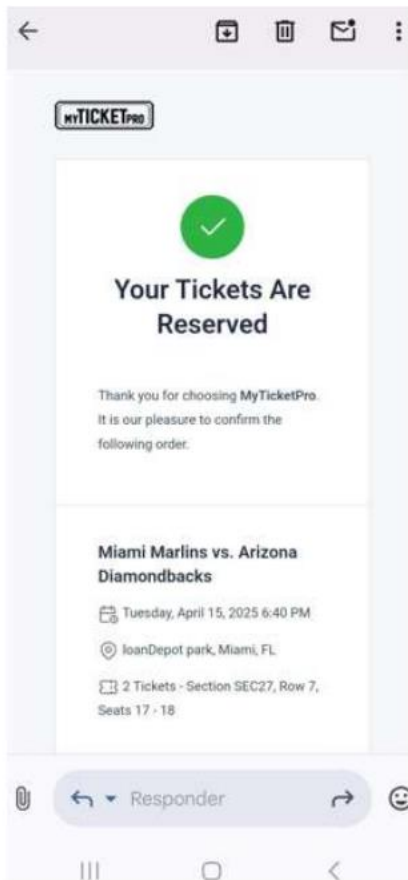 MYTICKETPRO
Your Tickets Are
Reserved
Thank you for choosing MyTicketPro.
It is our pleasure to confirm the
following order.
Miami Marlins vs. Arizona
Diamondbacks
Tuesday, April 15, 2025 6:40 PM
loanDepot park, Miami, FL
2 Tickets - Section SEC27, Row 7,
Seats 17 - 18
Responder